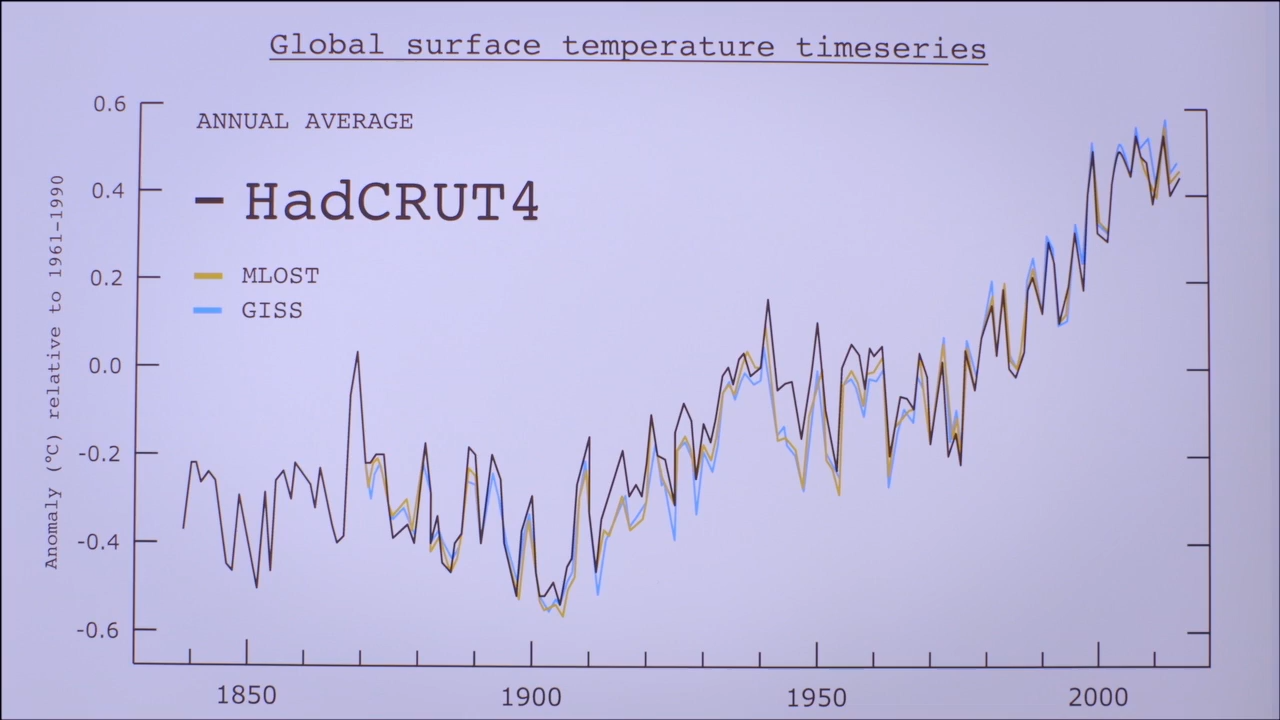 Global surface temperature timeseries
ANNUAL AVERAGE
HadCRUT4
MLOST
GISS
Anomaly (°C) relative to 1961-1990
0.6
0.4
0.2
0.0
-0.2
-0.4
-0.6
1850
1900
1950
2000